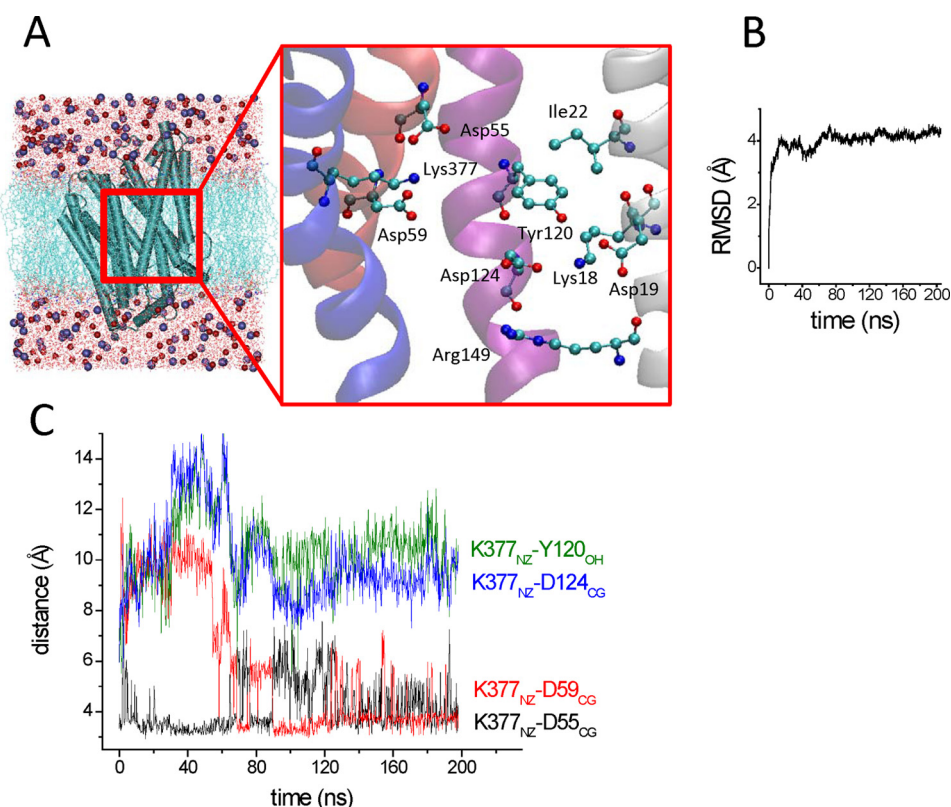 A
B
Asp55
Ile22
Lys377
Asp59
Tyr120
Asp124
Lys18
Asp19
Arg149
RMSD (Å)
4
2
0
0 40 80 120 160 200
time (ns)
C
distance (Å)
14
12
10
8
6
4
0 40 80 120 160 200
time (ns)
K377NZ-Y120OH
K377NZ-D124CG
K377NZ-D59CG
K377NZ-D55CG